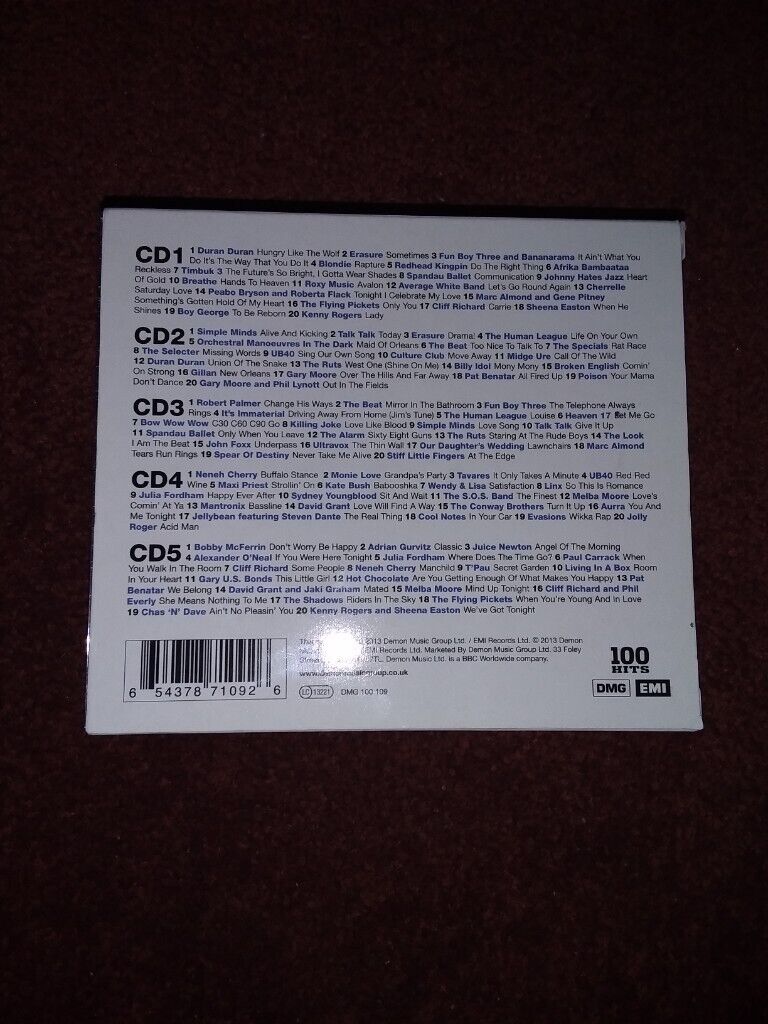 CD1 1 Duran Duran Hungry Like The Wolf 2 Erasure Sometimes 3 Fun Boy Three and Bananarama It Ain't What You
Do It's The Way That You Do It 4 Blondie Rapture 5 Redhead Kingpin Do The Right Thing 6 Afrika Bambaataa
Reckless 7 Timbuk 3 The Future's So Bright, I Gotta Wear Shades 8 Spandau Ballet Communication 9 Johnny Hates Jazz Heart
Of Gold 10 Breathe Hands To Heaven 11 Roxy Music Avalon 12 Average White Band Let's Go Round Again 13 Cherrelle
Saturday Love 14 Peabo Bryson and Roberta Flack Tonight I Celebrate My Love 15 Marc Almond and Gene Pitney
Something's Gotten Hold Of My Heart 16 The Flying Pickets Only You 17 Cliff Richard Carrie 18 Sheena Easton When He
Shines 19 Boy George To Be Reborn 20 Kenny Rogers Lady
CD2 1 Simple Minds Alive And Kicking 2 Talk Talk Today 3 Erasure Drama! 4 The Human League Life On Your Own
5 Orchestral Manoeuvres In The Dark Maid Of Orleans 6 The Beat Too Nice To Talk To 7 The Specials Rat Race
8 The Selecter Missing Words 9 UB40 Sing Our Own Song 10 Culture Club Move Away 11 Midge Ure Call Of The Wild
12 Duran Duran Union Of The Snake 13 The Ruts West One (Shine On Me) 14 Billy Idol Mony Mony 15 Broken English Comin'
On Strong 16 Gillan New Orleans 17 Gary Moore Over The Hills And Far Away 18 Pat Benatar All Fired Up 19 Poison Your Mama
Don't Dance 20 Gary Moore and Phil Lynott Out In The Fields
CD3 1 Robert Palmer Change His Ways 2 The Beat Mirror In The Bathroom 3 Fun Boy Three The Telephone Always
Rings 4 It's Immaterial Driving Away From Home (Jim's Tune) 5 The Human League Louise 6 Heaven 17 Let Me Go
7 Bow Wow Wow C30 C60 C90 Go 8 Killing Joke Love Like Blood 9 Simple Minds Love Song 10 Talk Talk Give It Up
11 Spandau Ballet Only When You Leave 12 The Alarm Sixty Eight Guns 13 The Ruts Staring At The Rude Boys 14 The Look
I Am The Beat 15 John Foxx Underpass 16 Ultravox The Thin Wall 17 Our Daughter's Wedding Lawnchairs 18 Marc Almond
Tears Run Rings 19 Spear Of Destiny Never Take Me Alive 20 Stiff Little Fingers At The Edge
CD4 1 Neneh Cherry Buffalo Stance 2 Monie Love Grandpa's Party 3 Tavares It Only Takes A Minute 4 UB40 Red Red
Wine 5 Maxi Priest Strollin' On 6 Kate Bush Babooshka 7 Wendy & Lisa Satisfaction 8 Linx So This Is Romance
9 Julia Fordham Happy Ever After 10 Sydney Youngblood Sit And Wait 11 The S.O.S. Band The Finest 12 Melba Moore Love's
Comin' At Ya 13 Mantronix Bassline 14 David Grant Love Will Find A Way 15 The Conway Brothers Turn It Up 16 Aurra You And
Me Tonight 17 Jellybean featuring Steven Dante The Real Thing 18 Cool Notes In Your Car 19 Evasions Wikka Rap 20 Jolly
Roger Acid Man
CD5 1 Bobby McFerrin Don't Worry Be Happy 2 Adrian Gurvitz Classic 3 Juice Newton Angel Of The Morning
4 Alexander O'Neal If You Were Here Tonight 5 Julia Fordham Where Does The Time Go? 6 Paul Carrack When
You Walk In The Room 7 Cliff Richard Some People 8 Neneh Cherry Manchild 9 T'Pau Secret Garden 10 Living In A Box Room
In Your Heart 11 Gary U.S. Bonds This Little Girl 12 Hot Chocolate Are You Getting Enough Of What Makes You Happy 13 Pat
Benatar We Belong 14 David Grant and Jaki Graham Mated 15 Melba Moore Mind Up Tonight 16 Cliff Richard and Phil
Everly She Means Nothing To Me 17 The Shadows Riders In The Sky 18 The Flying Pickets When You're Young And In Love
19 Chas 'N' Dave Ain't No Pleasin' You 20 Kenny Rogers and Sheena Easton We've Got Tonight
2013 Demon Music Group Ltd. / EMI Records Ltd. © 2013 Demon
EMI Records Ltd. Marketed By Demon Music Group Ltd. 33 Foley
Demon Music Group Ltd. is a BBC Worldwide company.
www.demonmusicgroup.co.uk
LC 13221 DMG 100 109
6 54378 71092 6
100
HITS
DMG EMI